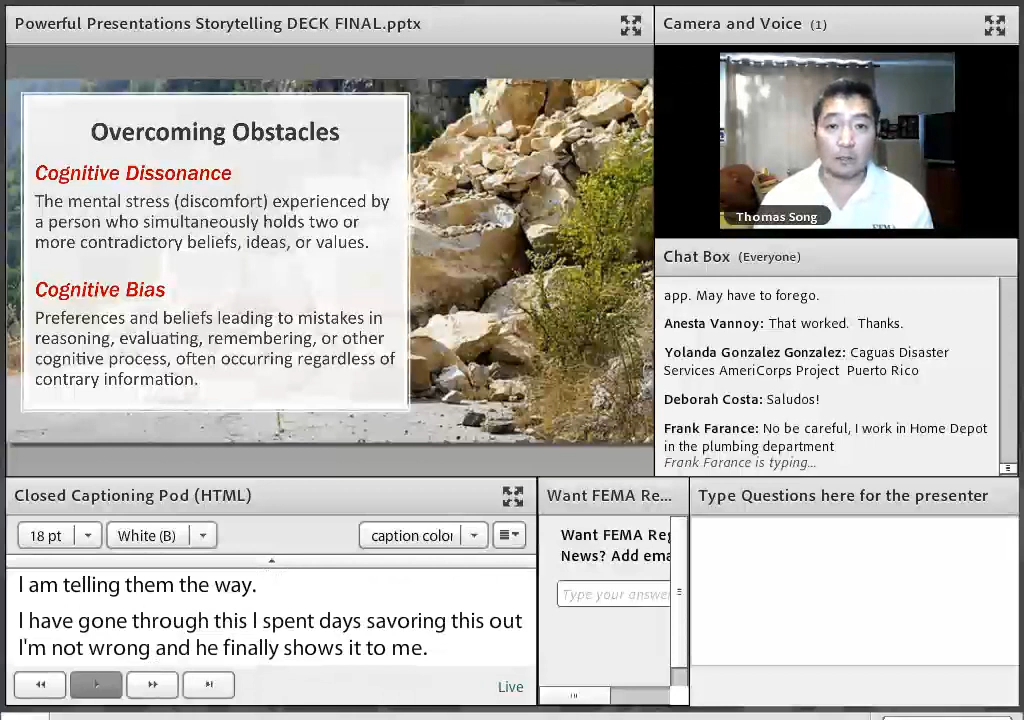 Powerful Presentations Storytelling DECK FINAL.pptx
Overcoming Obstacles
Cognitive Dissonance
The mental stress (discomfort) experienced by
a person who simultaneously holds two or
more contradictory beliefs, ideas, or values.
Cognitive Bias
Preferences and beliefs leading to mistakes in
reasoning, evaluating, remembering, or other
cognitive process, often occurring regardless of
contrary information.
Camera and Voice (1)
Thomas Song
FEMA
Chat Box (Everyone)
app. May have to forego.
Anesta Vannoy: That worked. Thanks.
Yolanda Gonzalez Gonzalez: Caguas Disaster
Services AmeriCorps Project Puerto Rico
Deborah Costa: Saludos!
Frank Farance: No be careful, I work in Home Depot
in the plumbing department
Frank Farance is typing...
Closed Captioning Pod (HTML)
18 pt
White (B)
caption color
I am telling them the way.
I have gone through this I spent days savoring this out
I'm not wrong and he finally shows it to me.
Live
Want FEMA Re...
Want FEMA Reg
News? Add ema
Type your answer
Type Questions here for the presenter